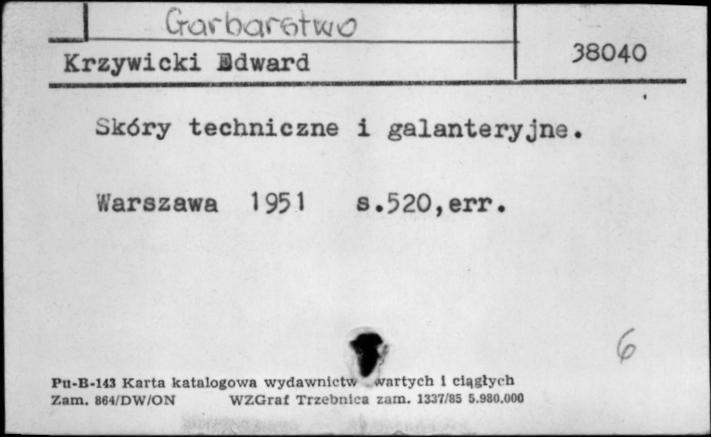 Garbarstwo
Krzywicki Edward
38040
Skóry techniczne i galanteryjne.
Warszawa 1951 s.520,err.
6
Pu-B-143 Karta katalogowa wydawnictw wartych i ciągłych
Zam. 864/DW/ON WZGraf Trzebnica zam. 1337/85 5.980.000